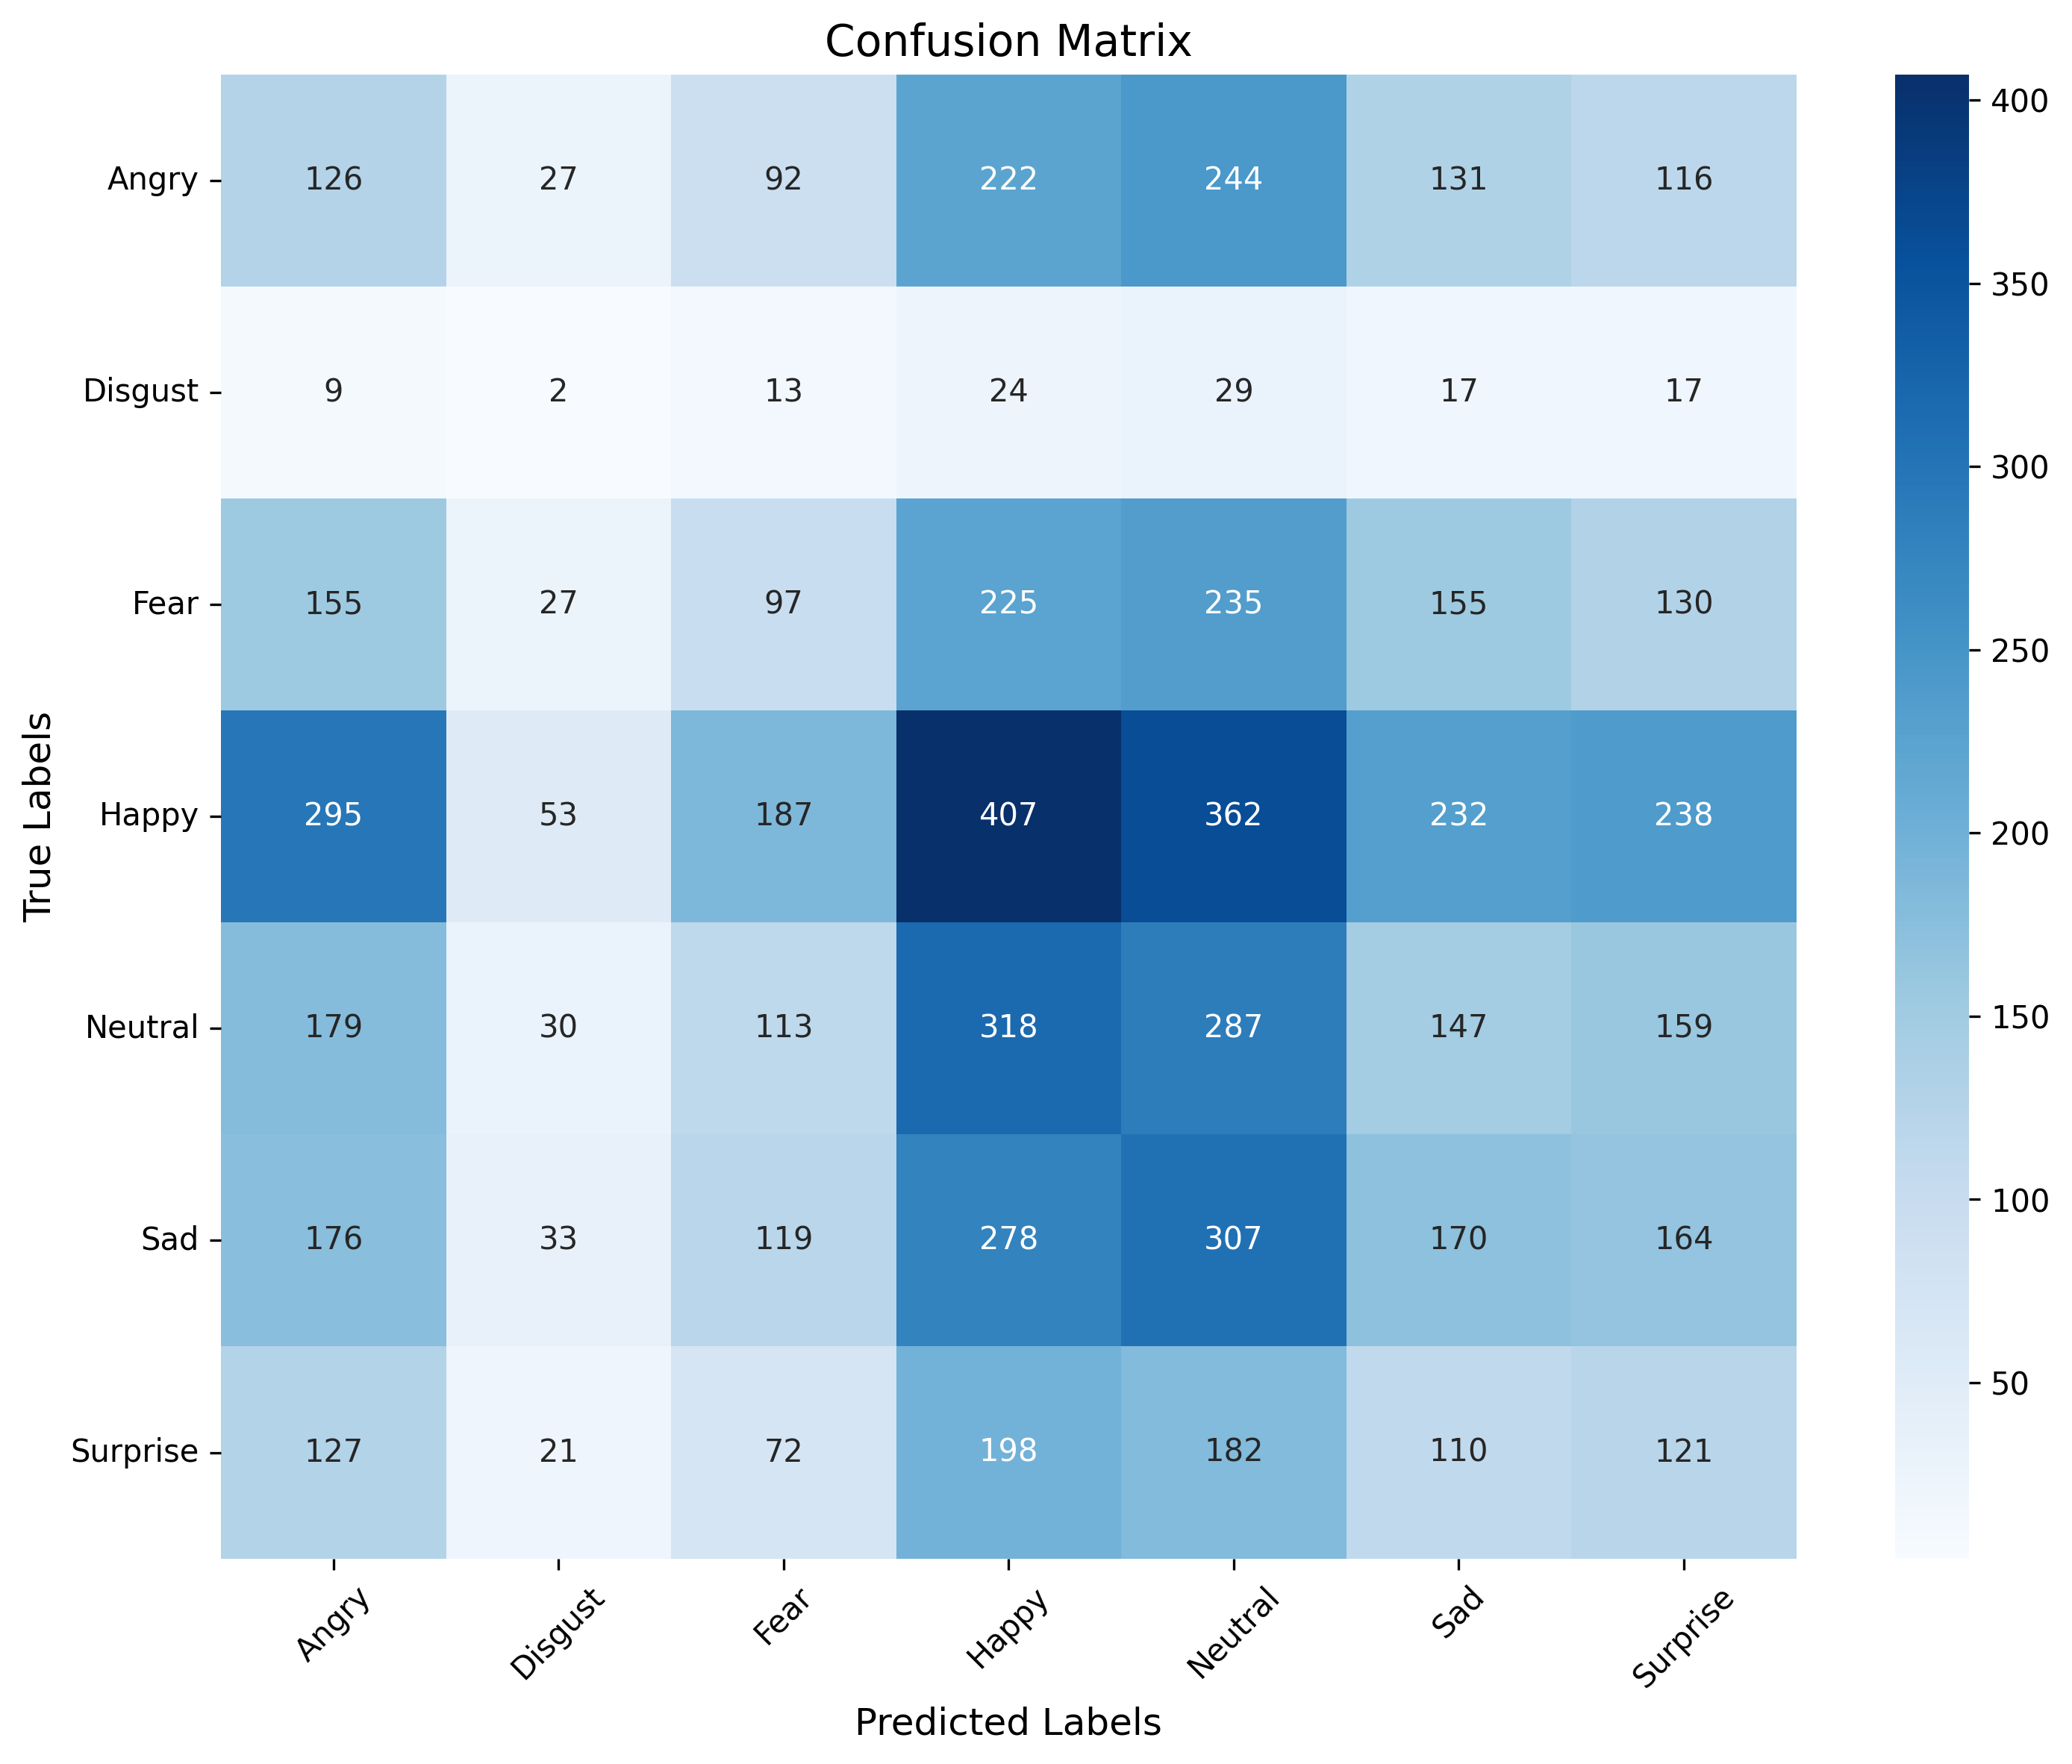 Confusion Matrix
True Labels
Angry 126 27 92 222 244 131 116
Disgust 9 2 13 24 29 17 17
Fear 155 27 97 225 235 155 130
Happy 295 53 187 407 362 232 238
Neutral 179 30 113 318 287 147 159
Sad 176 33 119 278 307 170 164
Surprise 127 21 72 198 182 110 121
Angry Disgust Fear Happy Neutral Sad Surprise
Predicted Labels
400
350
300
250
200
150
100
50